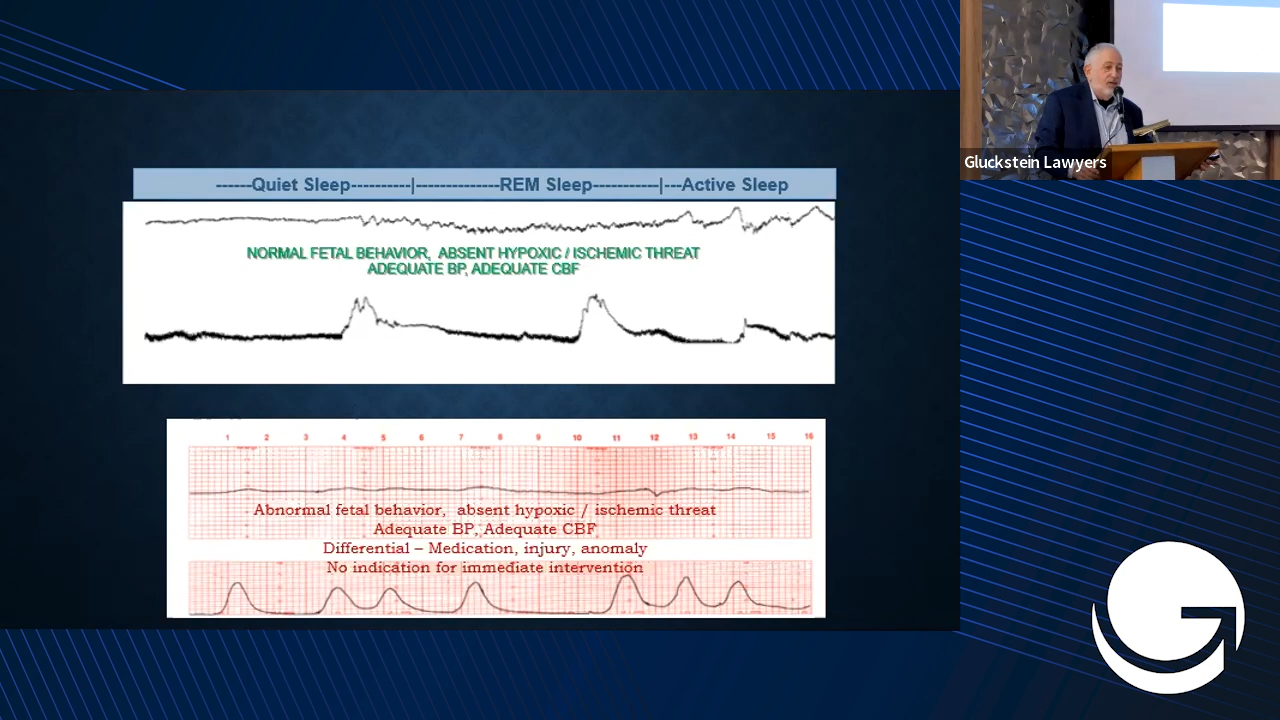 ------Quiet Sleep----------|--------------REM Sleep-----------|---Active Sleep
NORMAL FETAL BEHAVIOR, ABSENT HYPOXIC / ISCHEMIC THREAT
ADEQUATE BP, ADEQUATE CBF
1 2 3 4 5 6 7 8 9 10 11 12 13 14 15 16
Abnormal fetal behavior, absent hypoxic / ischemic threat
Adequate BP, Adequate CBF
Differential – Medication, injury, anomaly
No indication for immediate intervention
Gluckstein Lawyers
G